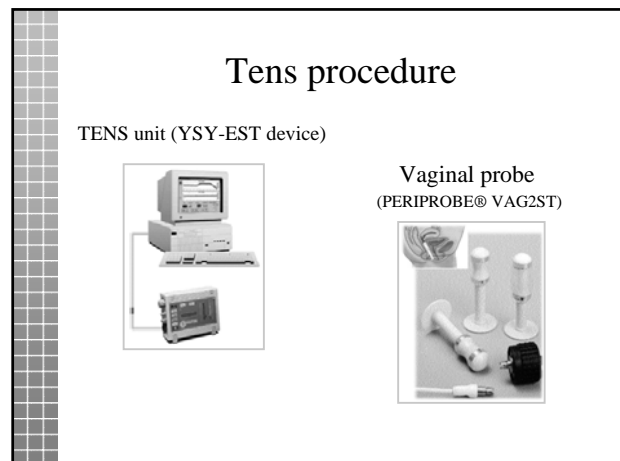 Tens procedure
TENS unit (YSY-EST device)
Vaginal probe
(PERIPROBE® VAG2ST)